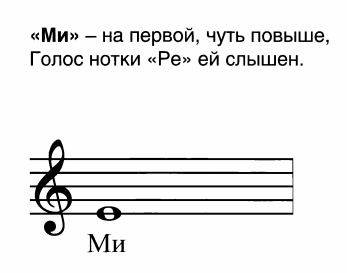 «Ми» – на первой, чуть повыше,
Голос нотки «Ре» ей слышен.
Ми